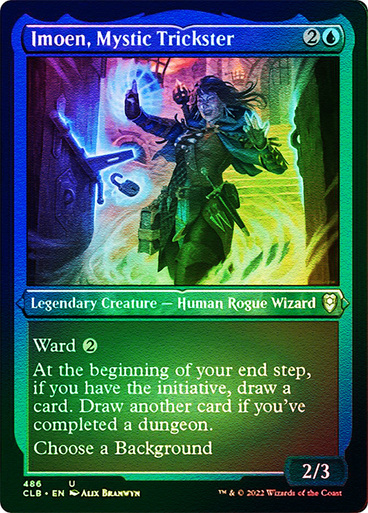 Imoen, Mystic Trickster 2
Legendary Creature — Human Rogue Wizard
Ward 2
At the beginning of your end step,
if you have the initiative, draw a
card. Draw another card if you've
completed a dungeon.
Choose a Background
2/3
486 U
CLB • EN Alix Branwyn
™ & © 2022 Wizards of the Coast